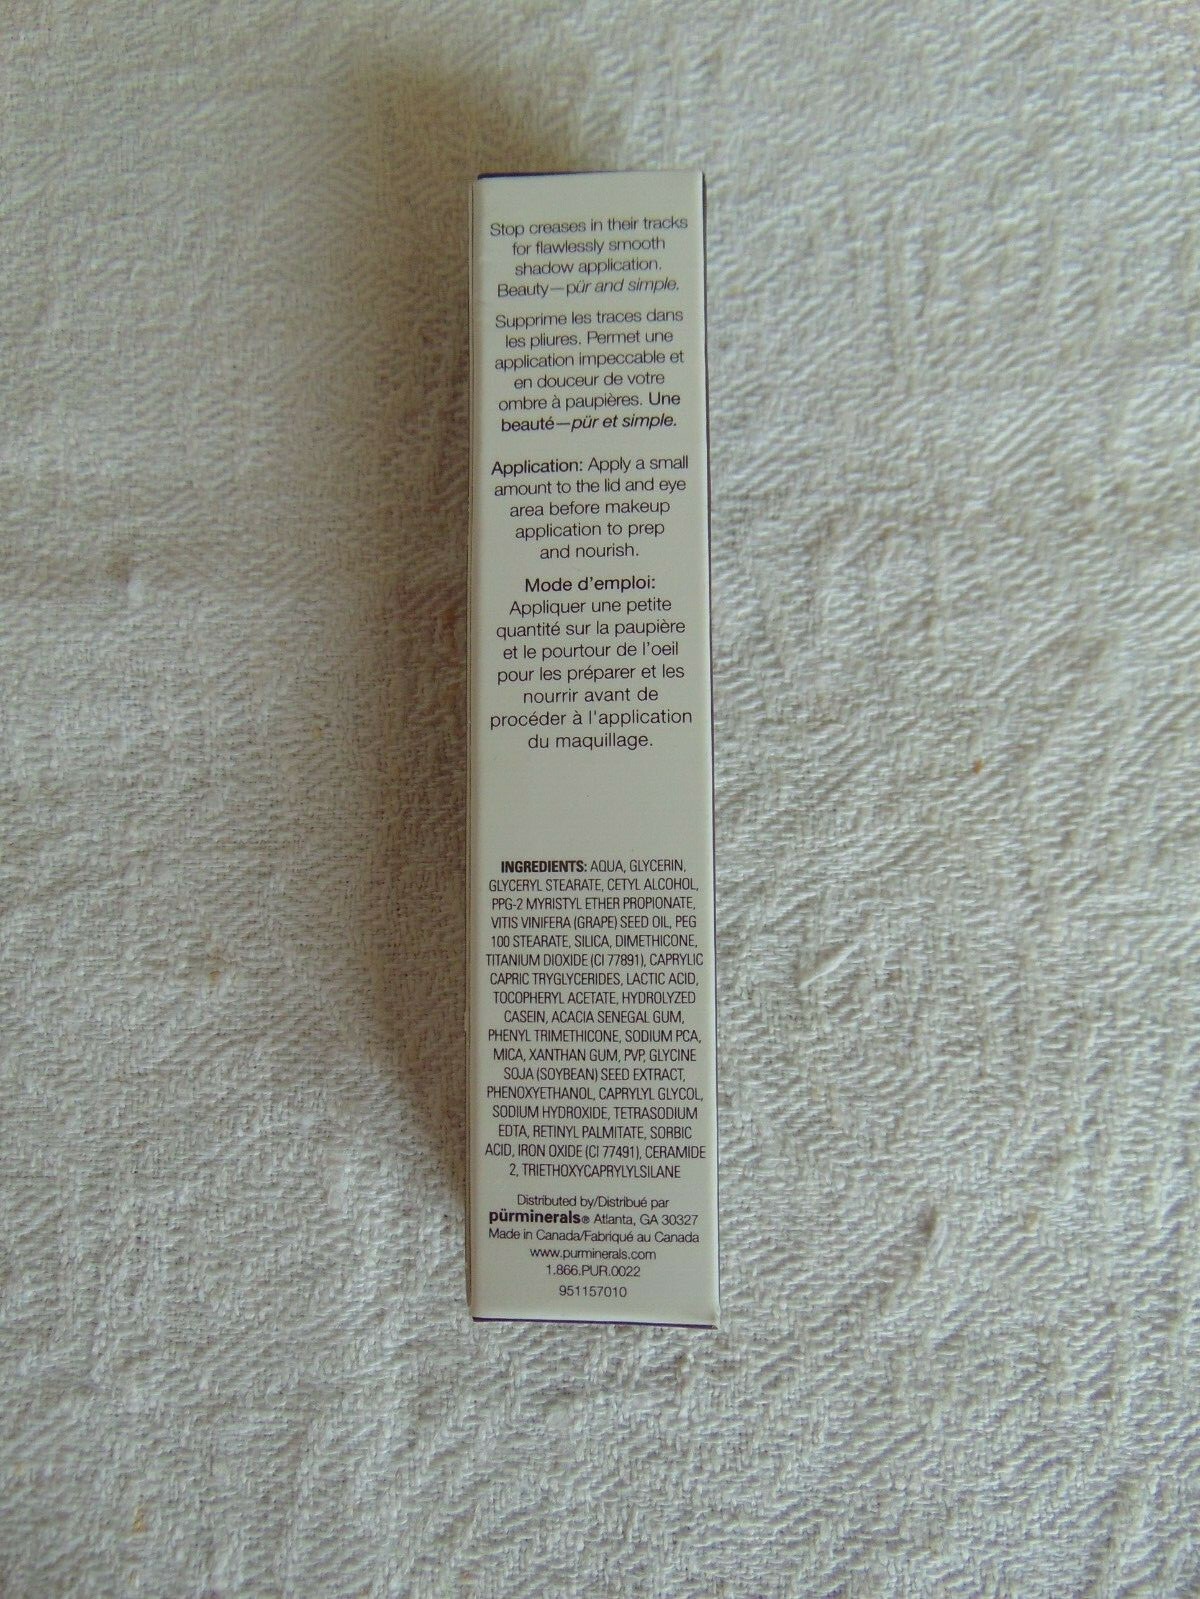 Stop creases in their tracks
for flawlessly smooth
shadow application.
Beauty—pür and simple.
Supprime les traces dans
les pliures. Permet une
application impeccable et
en douceur de votre
ombre à paupières. Une
beauté—pür et simple.
Application: Apply a small
amount to the lid and eye
area before makeup
application to prep
and nourish.
Mode d'emploi:
Appliquer une petite
quantité sur la paupière
et le pourtour de l'oeil
pour les préparer et les
nourrir avant de
procéder à l'application
du maquillage.
INGREDIENTS: AQUA, GLYCERIN,
GLYCERYL STEARATE, CETYL ALCOHOL,
PPG-2 MYRISTYL ETHER PROPIONATE,
VITIS VINIFERA (GRAPE) SEED OIL, PEG
100 STEARATE, SILICA, DIMETHICONE,
TITANIUM DIOXIDE (CI 77891), CAPRYLIC
CAPRIC TRYGLYCERIDES, LACTIC ACID,
TOCOPHERYL ACETATE, HYDROLYZED
CASEIN, ACACIA SENEGAL GUM,
PHENYL TRIMETHICONE, SODIUM PCA,
MICA, XANTHAN GUM, PVP, GLYCINE
SOJA (SOYBEAN) SEED EXTRACT,
PHENOXYETHANOL, CAPRYLYL GLYCOL,
SODIUM HYDROXIDE, TETRASODIUM
EDTA, RETINYL PALMITATE, SORBIC
ACID, IRON OXIDE (CI 77491), CERAMIDE
2, TRIETHOXYCAPRYLYLSILANE
Distributed by/Distribué par
pürminerals® Atlanta, GA 30327
Made in Canada/Fabriqué au Canada
www.purminerals.com
1.866.PUR.0022
951157010